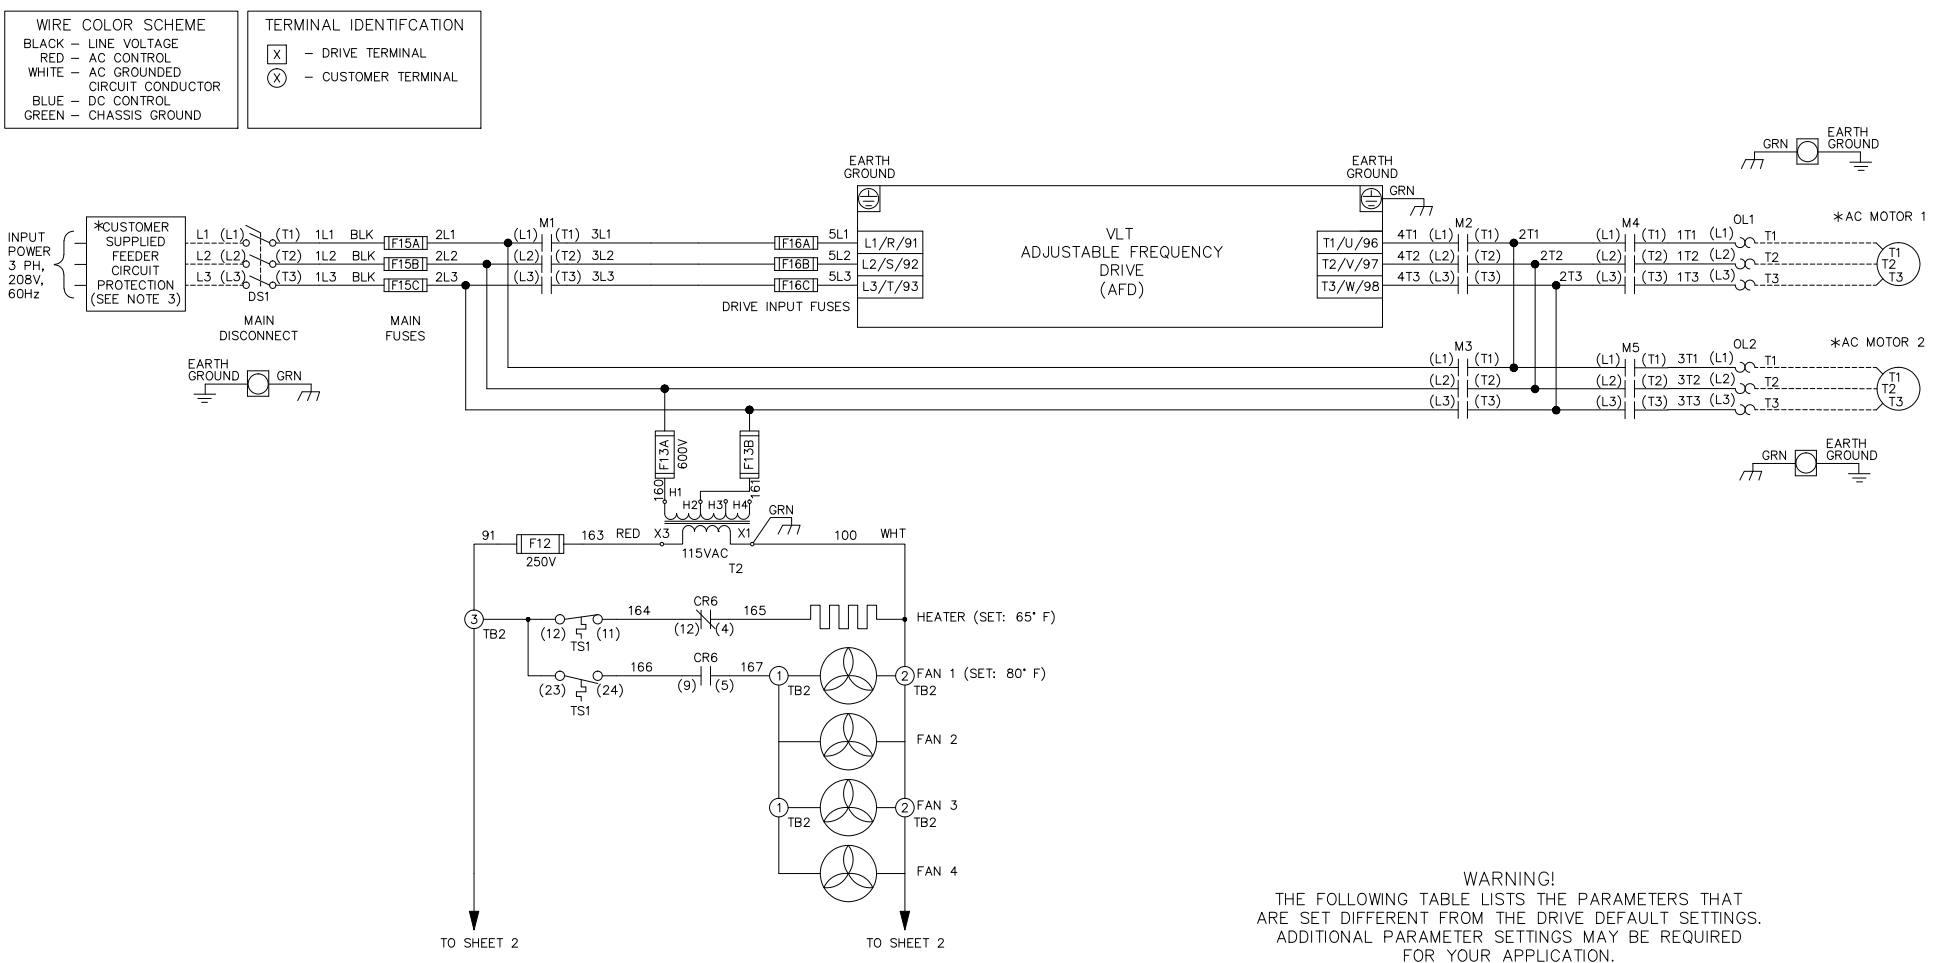 WIRE COLOR SCHEME
BLACK – LINE VOLTAGE
RED – AC CONTROL
WHITE – AC GROUNDED
CIRCUIT CONDUCTOR
BLUE – DC CONTROL
GREEN – CHASSIS GROUND
TERMINAL IDENTIFCATION
X – DRIVE TERMINAL
X – CUSTOMER TERMINAL
INPUT
POWER
3 PH,
208V,
60Hz
*CUSTOMER
SUPPLIED
FEEDER
CIRCUIT
PROTECTION
(SEE NOTE 3)
L1 (L1) (T1) 1L1 BLK F15A 2L1 (L1) M1 (T1) 3L1 F16A 5L1 L1/R/91
L2 (L2) (T2) 1L2 BLK F15B 2L2 (L2) (T2) 3L2 F16B 5L2 L2/S/92
L3 (L3) (T3) 1L3 BLK F15C 2L3 (L3) (T3) 3L3 F16C 5L3 L3/T/93
DS1
MAIN
DISCONNECT
MAIN
FUSES
DRIVE INPUT FUSES
EARTH
GROUND GRN
EARTH
GROUND
VLT
ADJUSTABLE FREQUENCY
DRIVE
(AFD)
EARTH
GROUND
GRN
T1/U/96 4T1 (L1) M2 (T1) 2T1 (L1) M4 (T1) 1T1 (L1) OL1 T1
T2/V/97 4T2 (L2) (T2) 2T2 (L2) (T2) 1T2 (L2) T2
T3/W/98 4T3 (L3) (T3) 2T3 (L3) (T3) 1T3 (L3) T3
*AC MOTOR 1
T1
T2
T3
GRN EARTH
GROUND
(L1) M3 (T1) (L1) M5 (T1) 3T1 (L1) OL2 T1
(L2) (T2) (L2) (T2) 3T2 (L2) T2
(L3) (T3) (L3) (T3) 3T3 (L3) T3
*AC MOTOR 2
T1
T2
T3
GRN EARTH
GROUND
F13A 600V F13B
160 H1 H2 H3 H4 161
GRN
91 F12 163 RED X3 X1 100 WHT
250V 115VAC
T2
3 TB2
(12) TS1 (11) 164 (12) CR6 (4) 165 HEATER (SET: 65° F)
(23) TS1 (24) 166 (9) CR6 (5) 167 1 TB2 2 TB2 FAN 1 (SET: 80° F)
FAN 2
1 TB2 2 TB2 FAN 3
FAN 4
TO SHEET 2 TO SHEET 2
WARNING!
THE FOLLOWING TABLE LISTS THE PARAMETERS THAT
ARE SET DIFFERENT FROM THE DRIVE DEFAULT SETTINGS.
ADDITIONAL PARAMETER SETTINGS MAY BE REQUIRED
FOR YOUR APPLICATION.